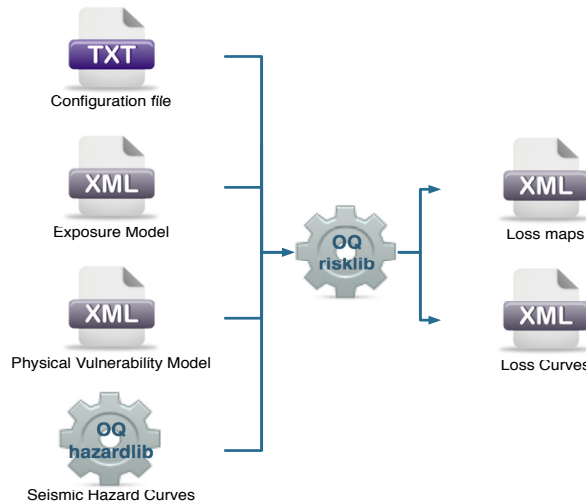 TXT
Configuration file
XML
Exposure Model
XML
Physical Vulnerability Model
OQ
hazardlib
Seismic Hazard Curves
OQ
risklib
XML
Loss maps
XML
Loss Curves